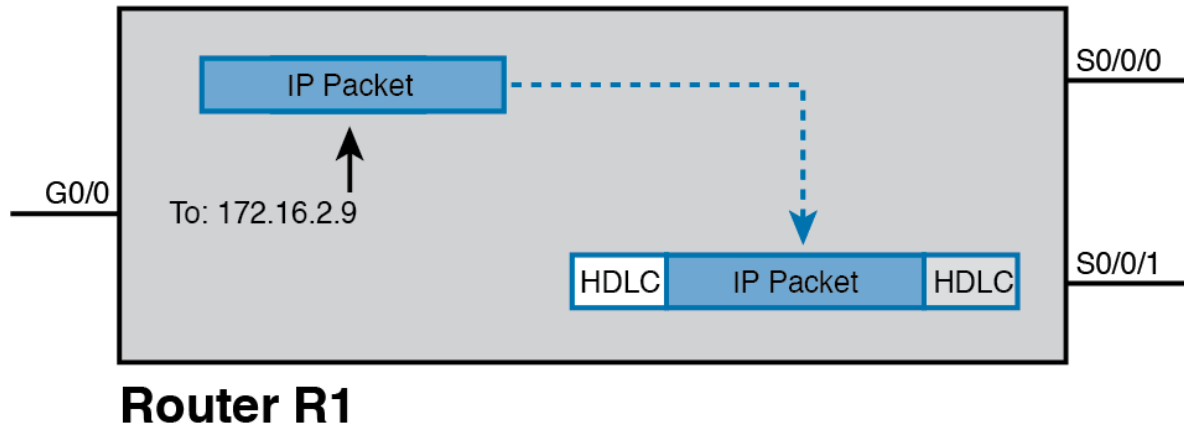 S0/0/0
IP Packet
G0/0
To: 172.16.2.9
S0/0/1
HDLC IP Packet HDLC
Router R1